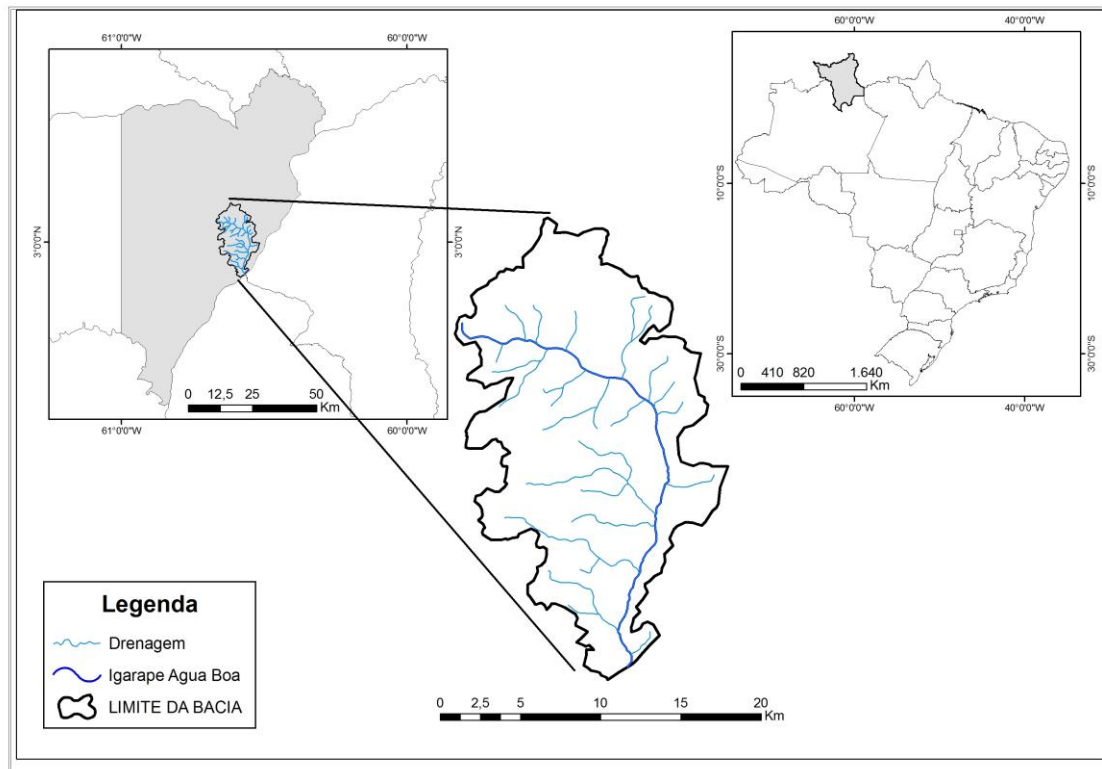 61°0'0"W
60°0'0"W
3°0'0"N
3°0'0"N
0 12,5 25 50
Km
61°0'0"W
60°0'0"W
60°0'0"W
40°0'0"W
10°0'0"S
10°0'0"S
30°0'0"S
30°0'0"S
0 410 820 1.640
Km
60°0'0"W
40°0'0"W
Legenda
Drenagem
Igarape Agua Boa
LIMITE DA BACIA
0 2,5 5 10 15 20
Km